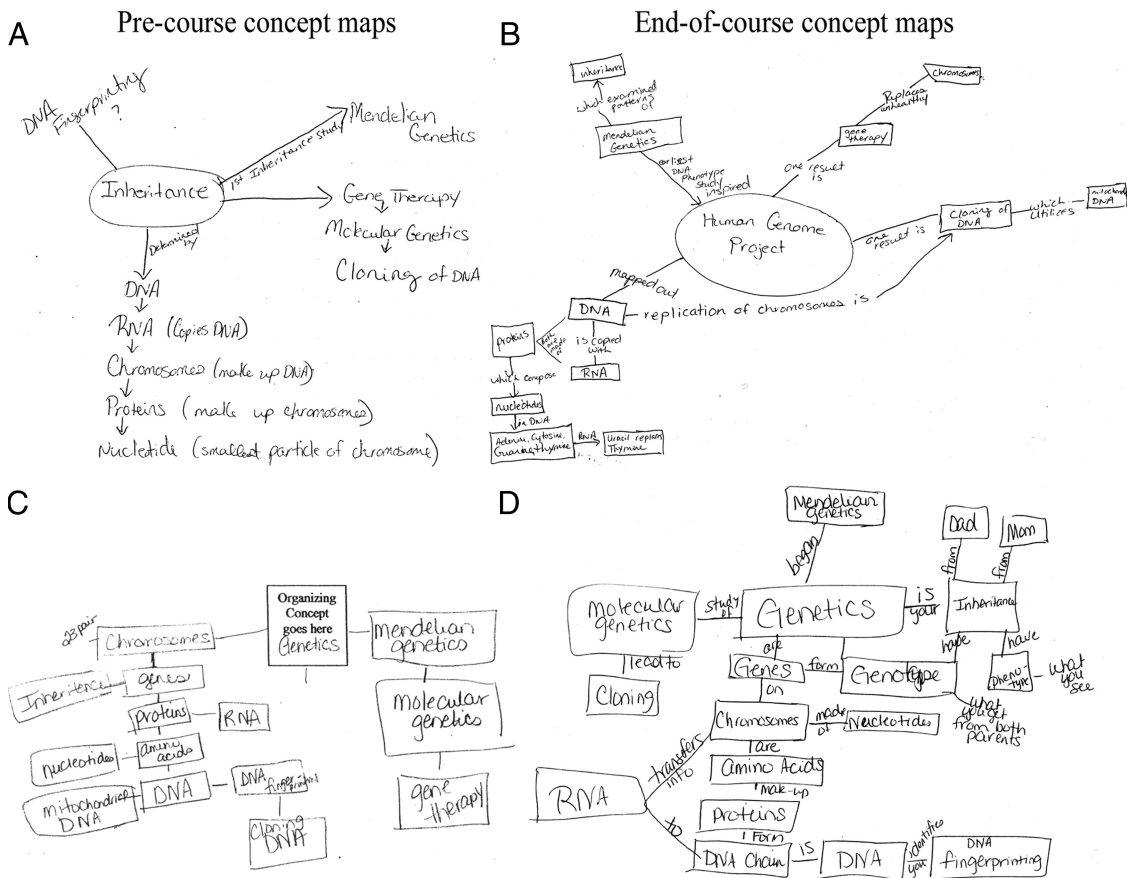 Pre-course concept maps
End-of-course concept maps
A
DNA
Fingerprinting
?
Inheritance
1st Inheritance Study
Mendelian
Genetics
Gene Therapy
Molecular Genetics
Cloning of DNA
Determined
by
DNA
RNA (Copies DNA)
Chromosomes (make up DNA)
Proteins (make up chromosomes)
Nucleotide (smallest particle of chromosome)
B
inheritance
which examined
patterns
of
Mendelian
Genetics
earliest
DNA
Phenotype
Study
inspired
Human Genome
Project
one result
is
gene
therapy
Replaces
unhealthy
Chromosomes
one
result is
Cloning of
DNA
which
Utilizes
DNA
mapped
out
DNA
replication of chromosomes is
is copied
with
RNA
proteins
both
are
made
of
which compose
nucleotides
in DNA
Adenine, Cytosine,
Guanine, thymine
RNA
Uracil replaces
Thymine
C
Organizing
Concept
goes here
Genetics
23 pair
Chromosomes
Inheritence
genes
proteins
RNA
nucleotides
amino
acids
mitochondrial
DNA
DNA
DNA
fingerprinting
Cloning
DNA
Mendelian
genetics
molecular
genetics
gene
therapy
D
Mendelian
genetics
began
Dad
Mom
from
from
molecular
genetics
study
of
Genetics
is
your
Inheritance
lead to
Cloning
are
Genes
form
Genotype
have
have
Pheno-
type
what
you
see
what
you get
from both
parents
on
Chromosomes
made
of
Nucleotides
are
amino Acids
make-up
proteins
Form
RNA
transfers
into
to
DNA Chain
is
DNA
identifies
you
DNA
fingerprinting